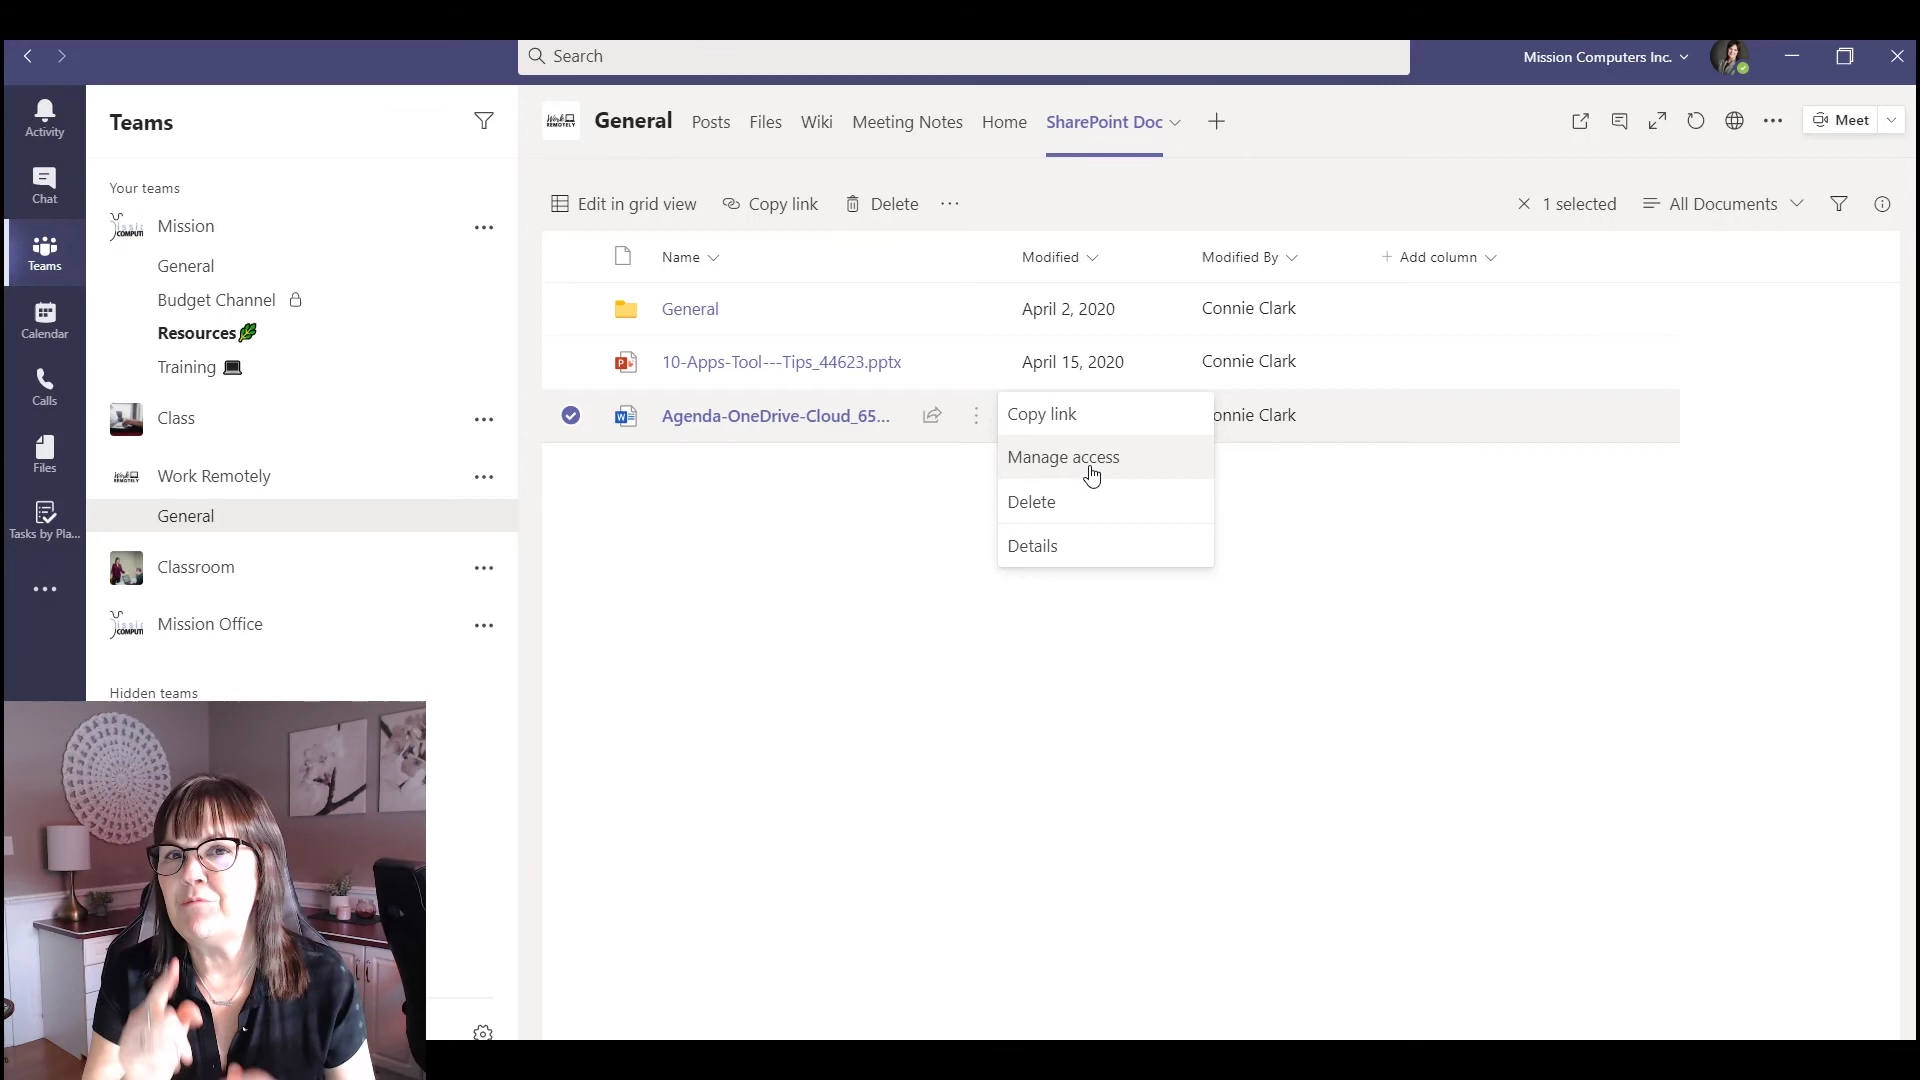 Search
Mission Computers Inc.
Activity
Chat
Teams
Calendar
Calls
Files
Tasks by Pla...
Teams
Your teams
Mission
General
Budget Channel
Resources
Training
Class
Work Remotely
General
Classroom
Mission Office
Hidden teams
WORK REMOTELY
General
Posts
Files
Wiki
Meeting Notes
Home
SharePoint Doc
Meet
Edit in grid view
Copy link
Delete
1 selected
All Documents
Name
Modified
Modified By
Add column
General
April 2, 2020
Connie Clark
10-Apps-Tool---Tips_44623.pptx
April 15, 2020
Connie Clark
Agenda-OneDrive-Cloud_65...
onnie Clark
Copy link
Manage access
Delete
Details